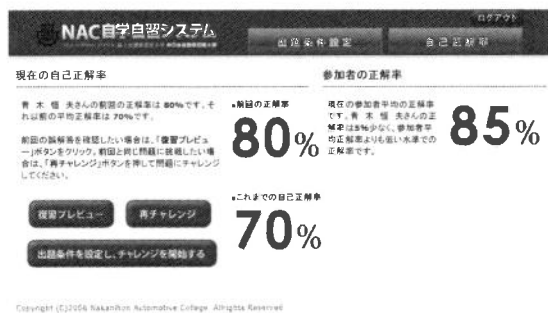 NAC自学自習システム
ログアウト
出題条件設定
自己正解率
現在の自己正解率
青 木 恒 夫さんの前回の正解率は 80%です。そ
れ以前の平均正解率は 70%です。
前回の誤解答を確認したい場合は、「復習プレビュ
ー」ボタンをクリック。前回と同じ問題に挑戦したい場
合は、「再チャレンジ」ボタンを押して問題にチャレンジ
してください。
復習プレビュー
再チャレンジ
出題条件を設定し、チャレンジを開始する
■前回の正解率
80%
■これまでの自己正解率
70%
参加者の正解率
現在の参加者平均の正解率
です。青 木 恒 夫さんの正
解率は5%少なく、参加者平
均正解率よりも低い水準での
正解率です。
85%
Copyright (C)2006 Nakanihon Automotive College. Allrights Reserved